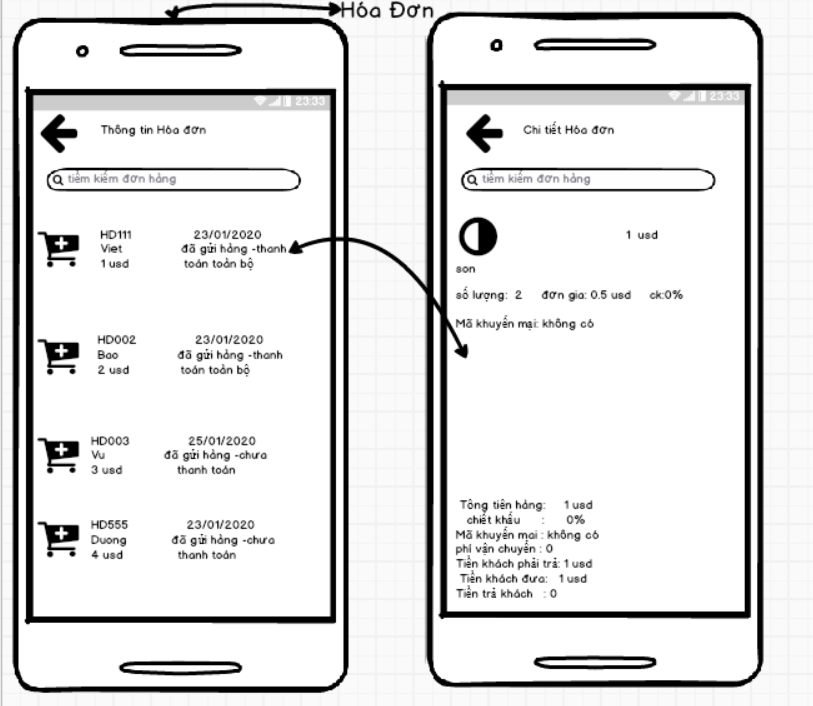 Hóa Đơn
23:33
Thông tin Hóa đơn
tiềm kiếm đơn hàng
HD111
Viet
1 usd
23/01/2020
đã gửi hàng -thanh
toán toàn bộ
HD002
Bao
2 usd
23/01/2020
đã gửi hàng -thanh
toán toàn bộ
HD003
Vu
3 usd
25/01/2020
đã gửi hàng -chưa
thanh toán
HD555
Duong
4 usd
23/01/2020
đã gửi hàng -chưa
thanh toán
23:33
Chi tiết Hóa đơn
tiềm kiếm đơn hàng
1 usd
son
số lượng: 2 đơn gia: 0.5 usd ck:0%
Mã khuyến mại: không có
Tông tiên hàng: 1 usd
chiết khấu : 0%
Mã khuyến mai : không có
phí vận chuyển : 0
Tiền khách phải trả: 1 usd
Tiền khách đưa: 1 usd
Tiền trả khách : 0